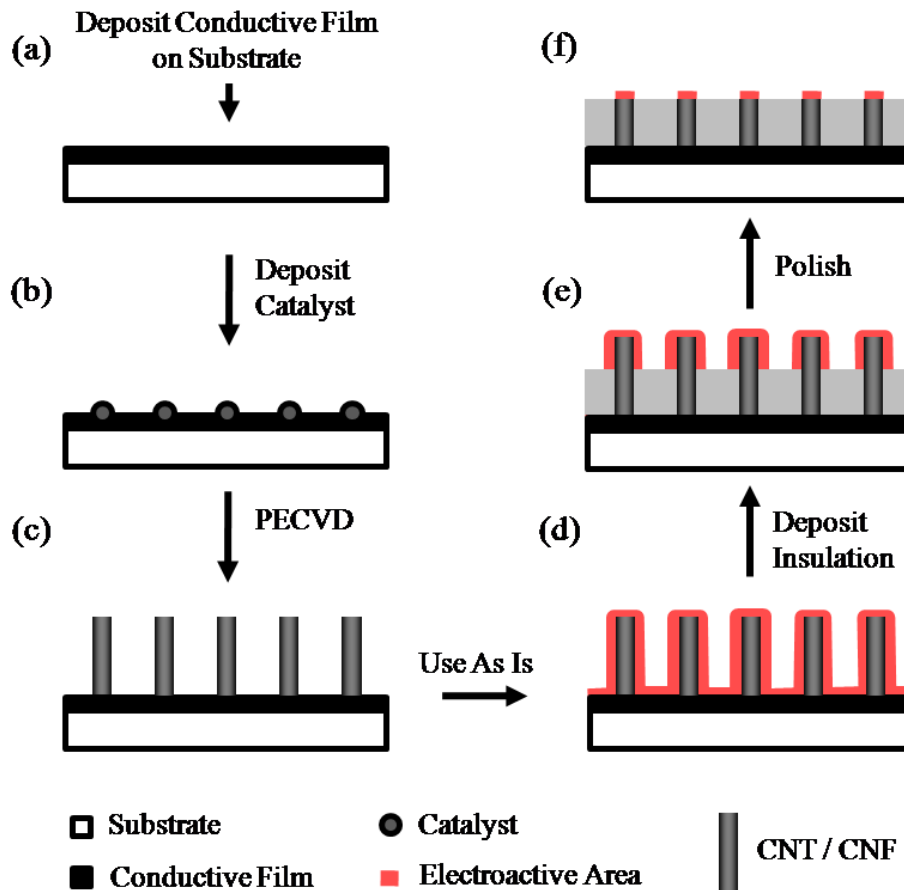 (a)
Deposit Conductive Film
on Substrate
(b)
Deposit
Catalyst
(c)
PECVD
Use As Is
(d)
Deposit
Insulation
(e)
Polish
(f)
Substrate
Catalyst
Conductive Film
Electroactive Area
CNT / CNF